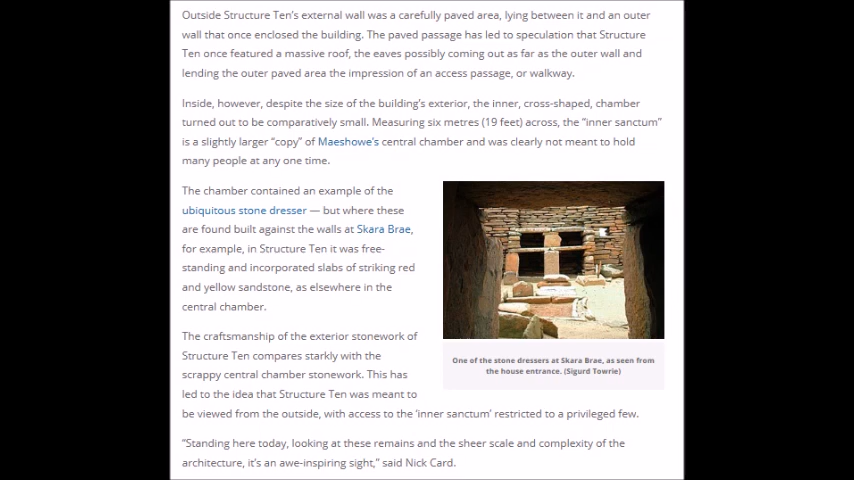 Outside Structure Ten's external wall was a carefully paved area, lying between it and an outer
wall that once enclosed the building. The paved passage has led to speculation that Structure
Ten once featured a massive roof, the eaves possibly coming out as far as the outer wall and
lending the outer paved area the impression of an access passage, or walkway.
Inside, however, despite the size of the building's exterior, the inner, cross-shaped, chamber
turned out to be comparatively small. Measuring six metres (19 feet) across, the “inner sanctum”
is a slightly larger “copy” of Maeshowe's central chamber and was clearly not meant to hold
many people at any one time.
The chamber contained an example of the
ubiquitous stone dresser — but where these
are found built against the walls at Skara Brae,
for example, in Structure Ten it was free-
standing and incorporated slabs of striking red
and yellow sandstone, as elsewhere in the
central chamber.
One of the stone dressers at Skara Brae, as seen from
the house entrance. (Sigurd Towrie)
The craftsmanship of the exterior stonework of
Structure Ten compares starkly with the
scrappy central chamber stonework. This has
led to the idea that Structure Ten was meant to
be viewed from the outside, with access to the ‘inner sanctum’ restricted to a privileged few.
“Standing here today, looking at these remains and the sheer scale and complexity of the
architecture, it's an awe-inspiring sight,” said Nick Card.